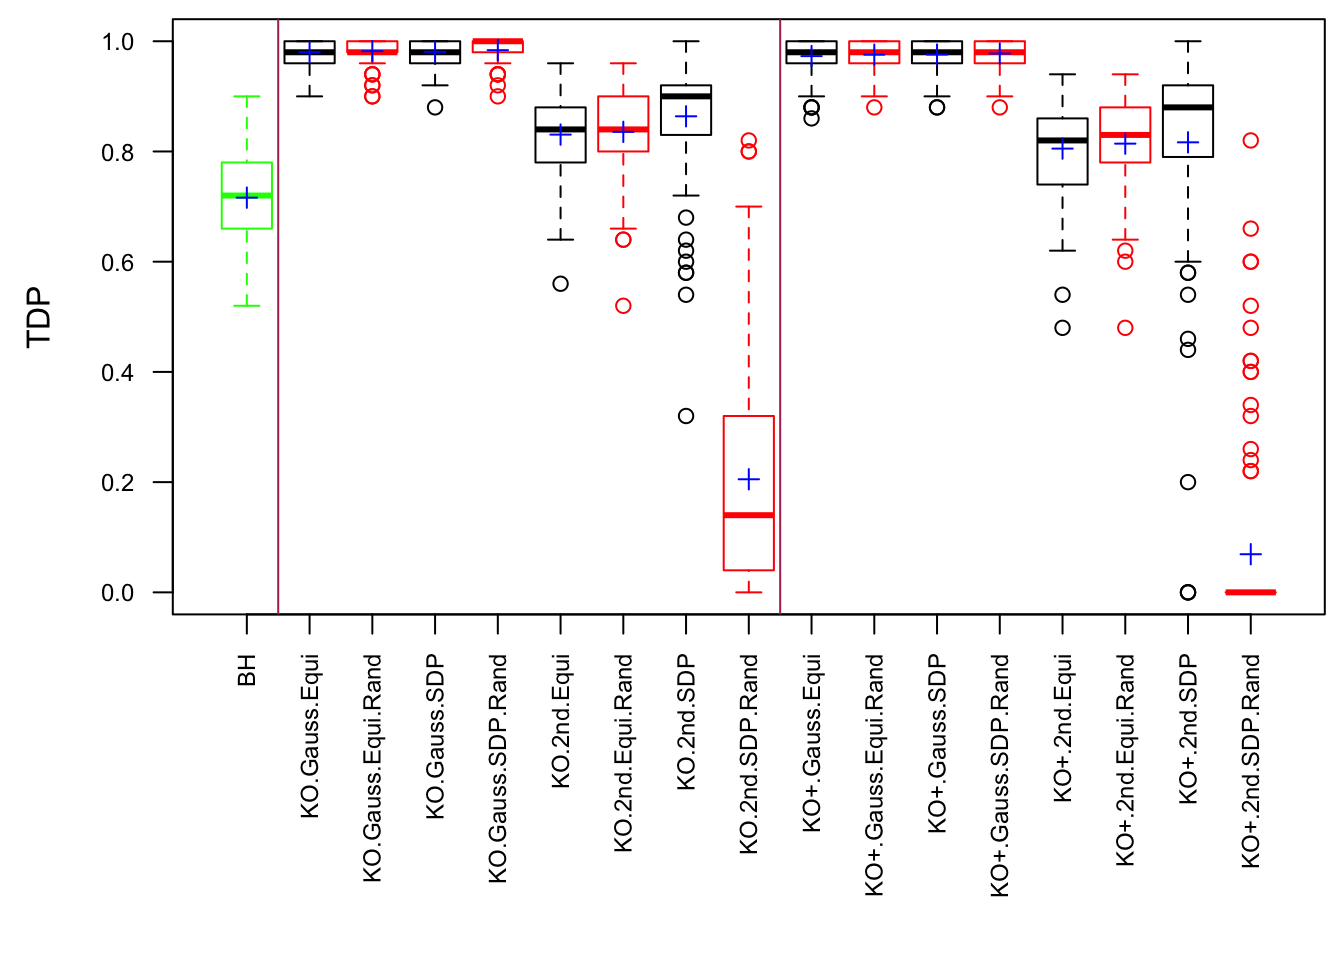 TDP
1.0
0.8
0.6
0.4
0.2
0.0
BH
KO.Gauss.Equi
KO.Gauss.Equi.Rand
KO.Gauss.SDP
KO.Gauss.SDP.Rand
KO.2nd.Equi
KO.2nd.Equi.Rand
KO.2nd.SDP
KO.2nd.SDP.Rand
KO+.Gauss.Equi
KO+.Gauss.Equi.Rand
KO+.Gauss.SDP
KO+.Gauss.SDP.Rand
KO+.2nd.Equi
KO+.2nd.Equi.Rand
KO+.2nd.SDP
KO+.2nd.SDP.Rand